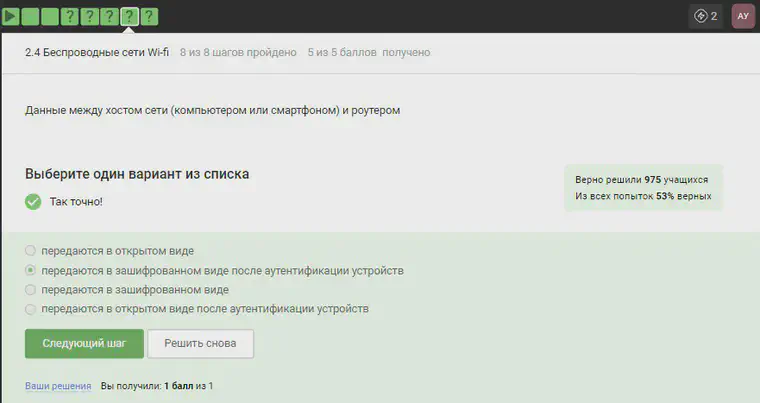 ? ? ? ? ?
2
АУ
2.4 Беспроводные сети Wi-fi 8 из 8 шагов пройдено 5 из 5 баллов получено
Данные между хостом сети (компьютером или смартфоном) и роутером
Выберите один вариант из списка
Так точно!
Верно решили 975 учащихся
Из всех попыток 53% верных
передаются в открытом виде
передаются в зашифрованном виде после аутентификации устройств
передаются в зашифрованном виде
передаются в открытом виде после аутентификации устройств
Следующий шаг Решить снова
Ваши решения Вы получили: 1 балл из 1